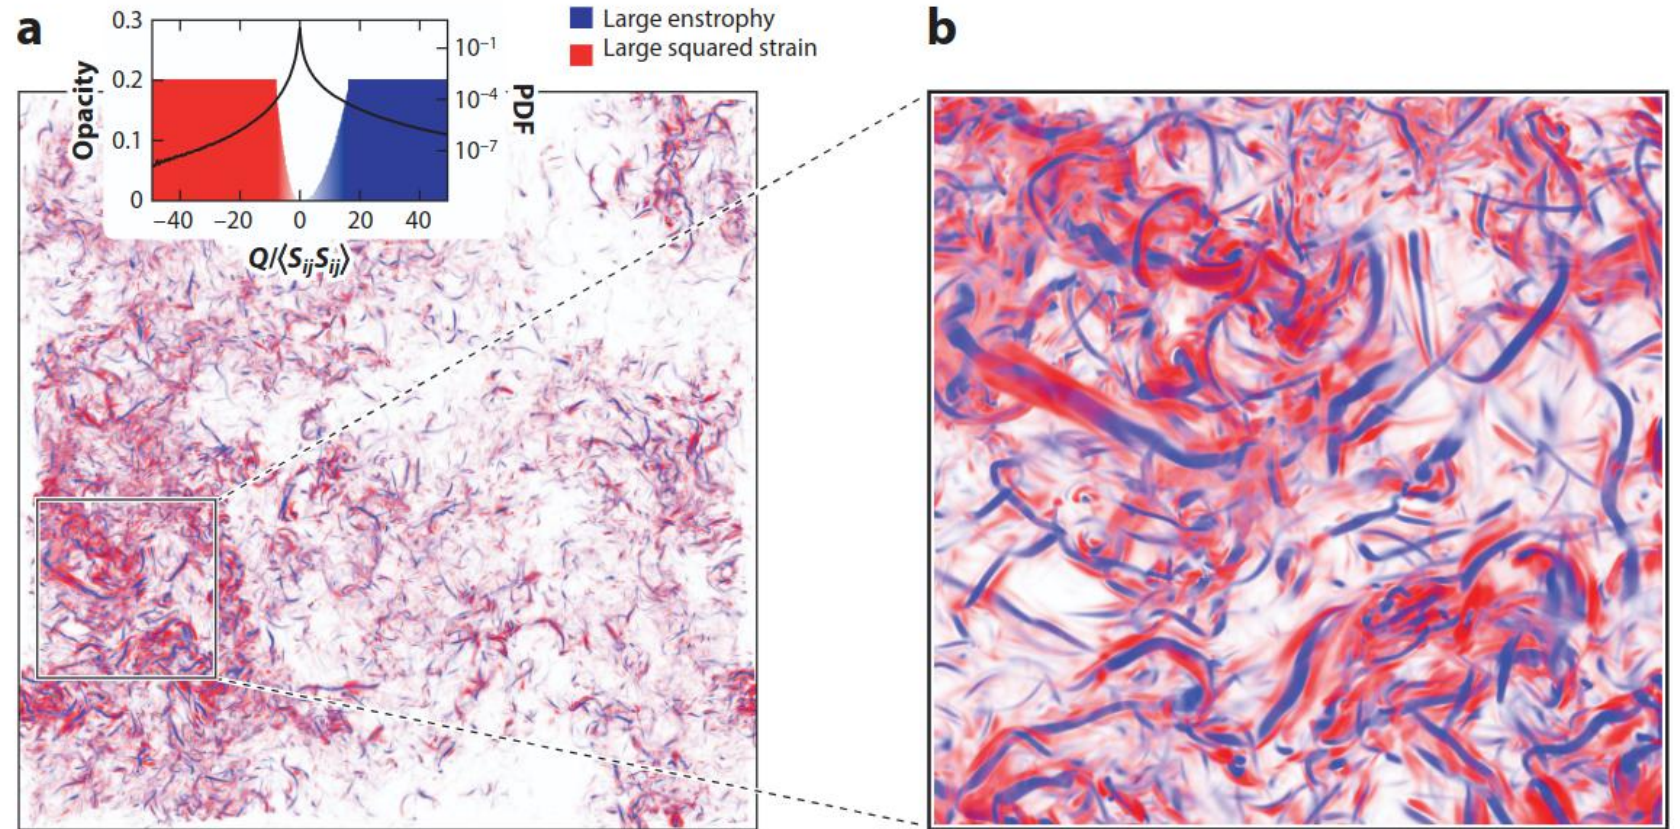 a
0.3
0.2
0.1
0
Opacity
10⁻¹
10⁻⁴
10⁻⁷
PDF
−40 −20 0 20 40
Q/⟨SᵢⱼSᵢⱼ⟩
Large enstrophy
Large squared strain
b